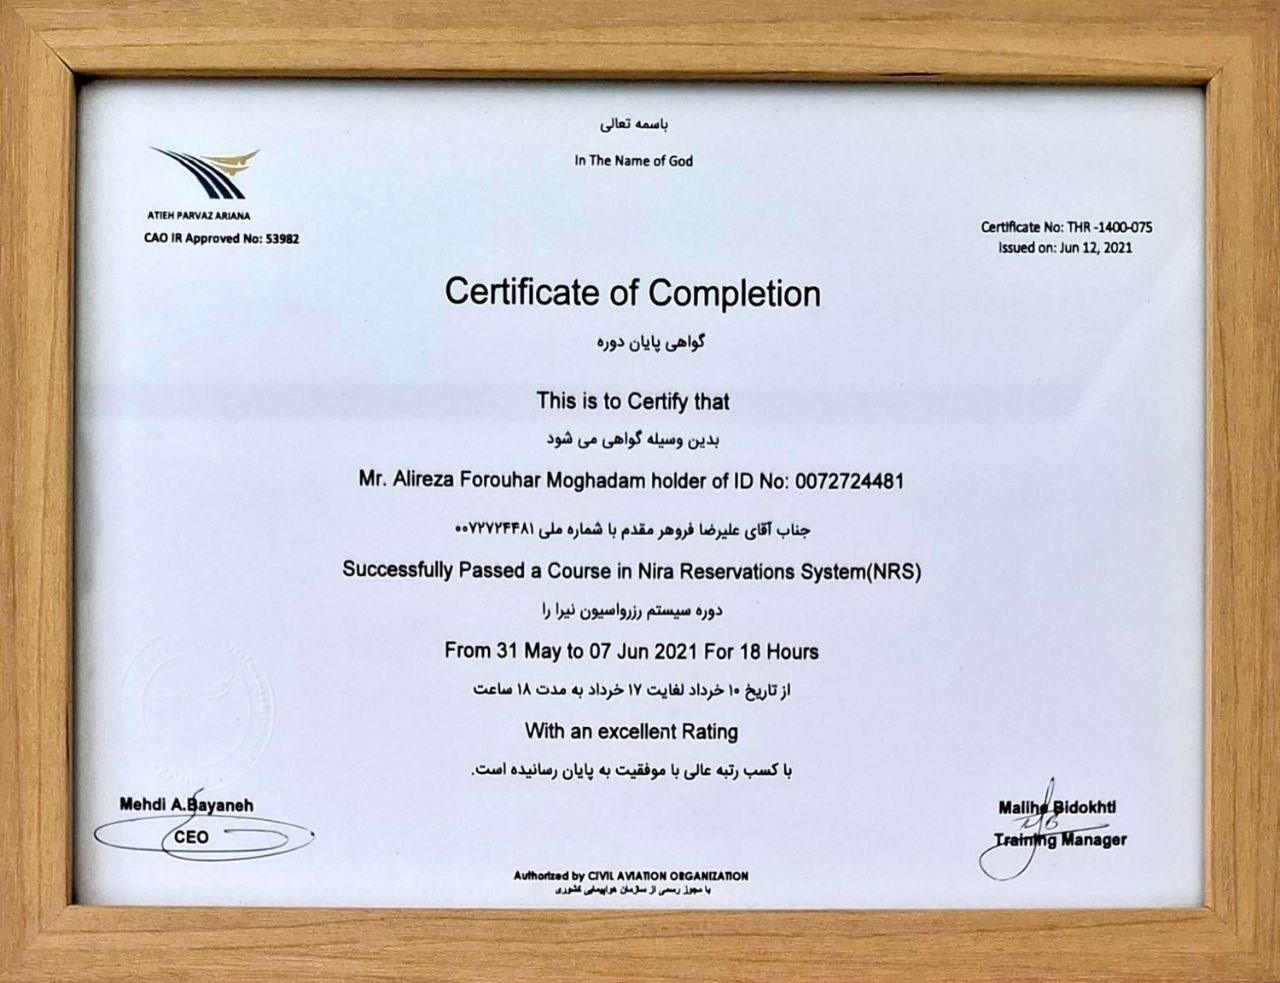 باسمه تعالی
In The Name of God
ATIEH PARVAZ ARIANA
CAO IR Approved No: 53982
Certificate No: THR -1400-075
Issued on: Jun 12, 2021
Certificate of Completion
گواهی پایان دوره
This is to Certify that
بدین وسیله گواهی می شود
Mr. Alireza Forouhar Moghadam holder of ID No: 0072724481
جناب آقای علیرضا فروهر مقدم با شماره ملی ۰۰۷۲۷۲۴۴۸۱
Successfully Passed a Course in Nira Reservations System(NRS)
دوره سیستم رزرواسیون نیرا را
From 31 May to 07 Jun 2021 For 18 Hours
از تاریخ ۱۰ خرداد لغایت ۱۷ خرداد به مدت ۱۸ ساعت
With an excellent Rating
با کسب رتبه عالی با موفقیت به پایان رسانیده است.
Mehdi A.Bayaneh
CEO
Malihe Bidokhti
Training Manager
Authorized by CIVIL AVIATION ORGANIZATION
با مجوز رسمی از سازمان هواپیمایی کشوری